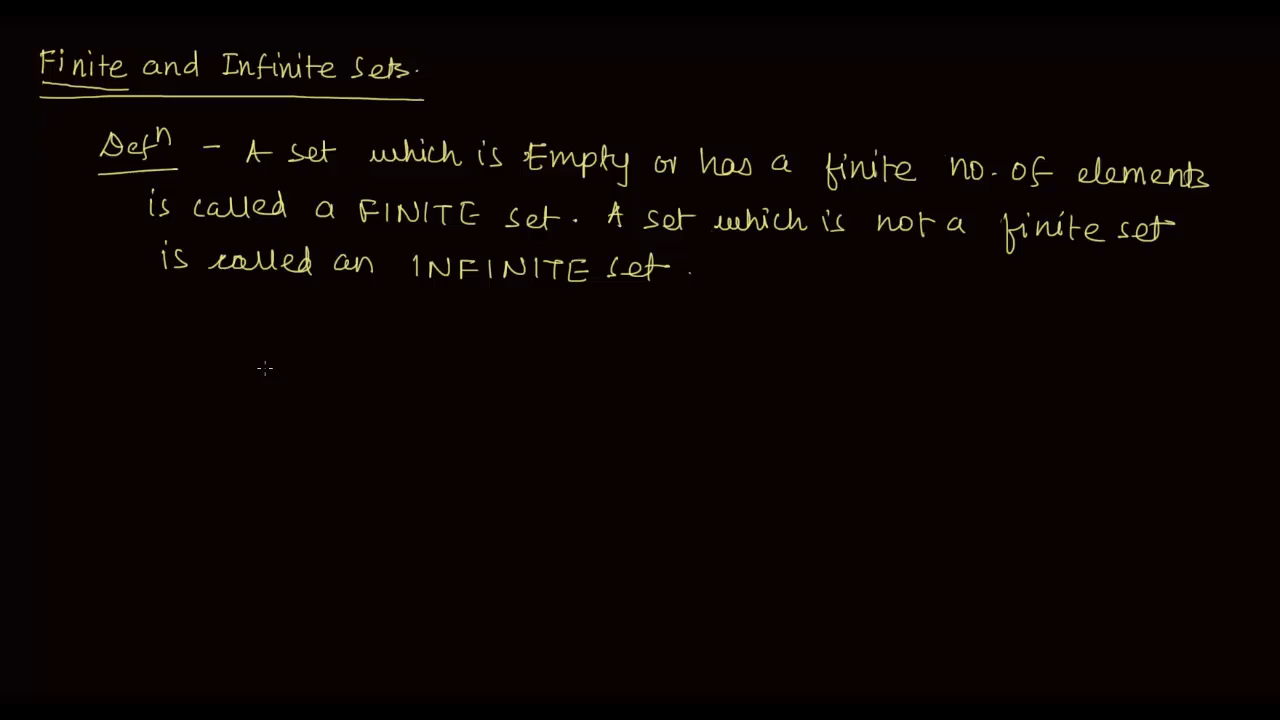 Finite and Infinite Sets.
Defⁿ - A set which is Empty or has a finite no. of elements
is called a FINITE set. A set which is not a finite set
is called an INFINITE set.